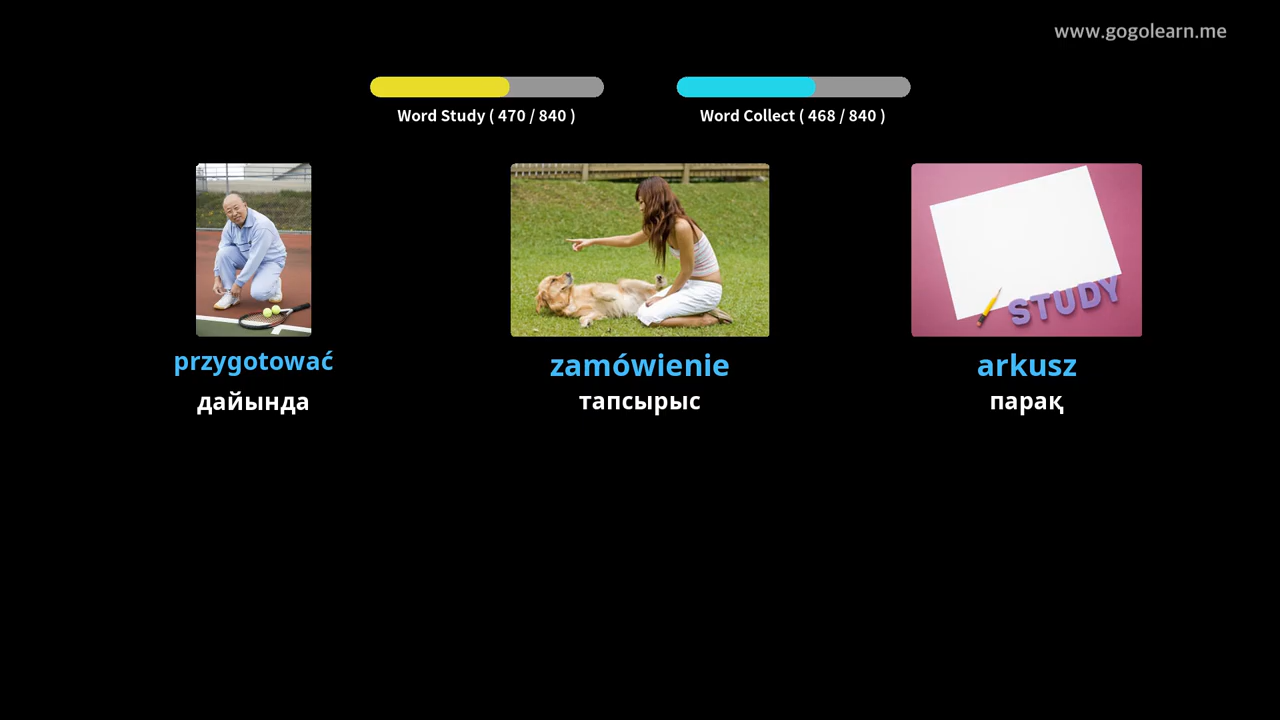 www.gogolearn.me
Word Study ( 470 / 840 )
Word Collect ( 468 / 840 )
STUDY
przygotować
zamówienie
arkusz
дайында
тапсырыс
парақ